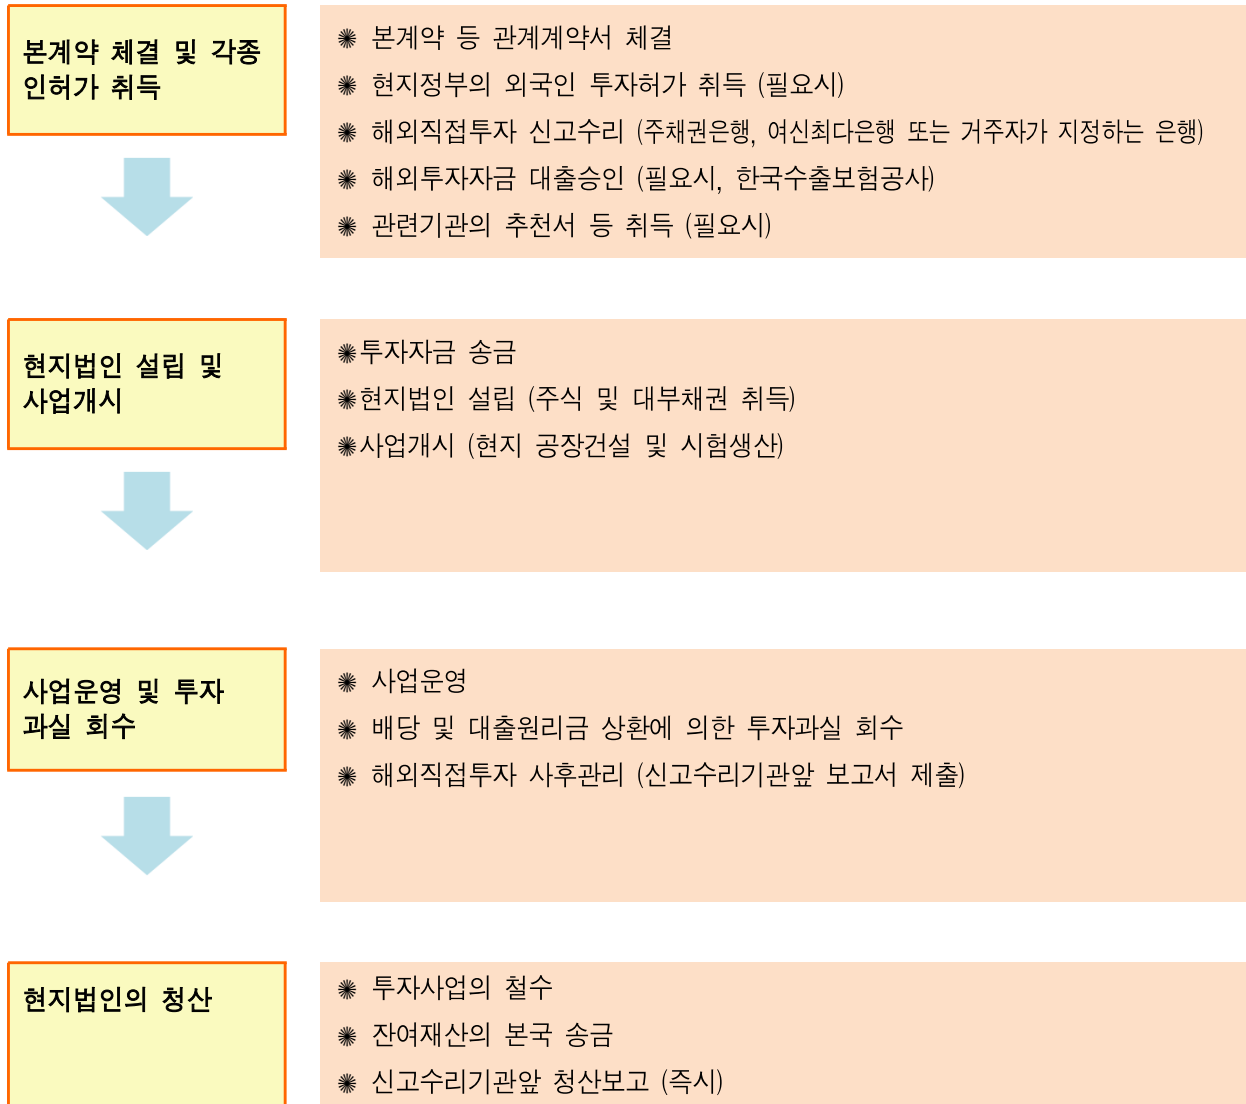 본계약 체결 및 각종
인허가 취득
✺ 본계약 등 관계계약서 체결
✺ 현지정부의 외국인 투자허가 취득 (필요시)
✺ 해외직접투자 신고수리 (주채권은행, 여신최다은행 또는 거주자가 지정하는 은행)
✺ 해외투자자금 대출승인 (필요시, 한국수출보험공사)
✺ 관련기관의 추천서 등 취득 (필요시)
현지법인 설립 및
사업개시
✺투자자금 송금
✺현지법인 설립 (주식 및 대부채권 취득)
✺사업개시 (현지 공장건설 및 시험생산)
사업운영 및 투자
과실 회수
✺ 사업운영
✺ 배당 및 대출원리금 상환에 의한 투자과실 회수
✺ 해외직접투자 사후관리 (신고수리기관앞 보고서 제출)
현지법인의 청산
✺ 투자사업의 철수
✺ 잔여재산의 본국 송금
✺ 신고수리기관앞 청산보고 (즉시)